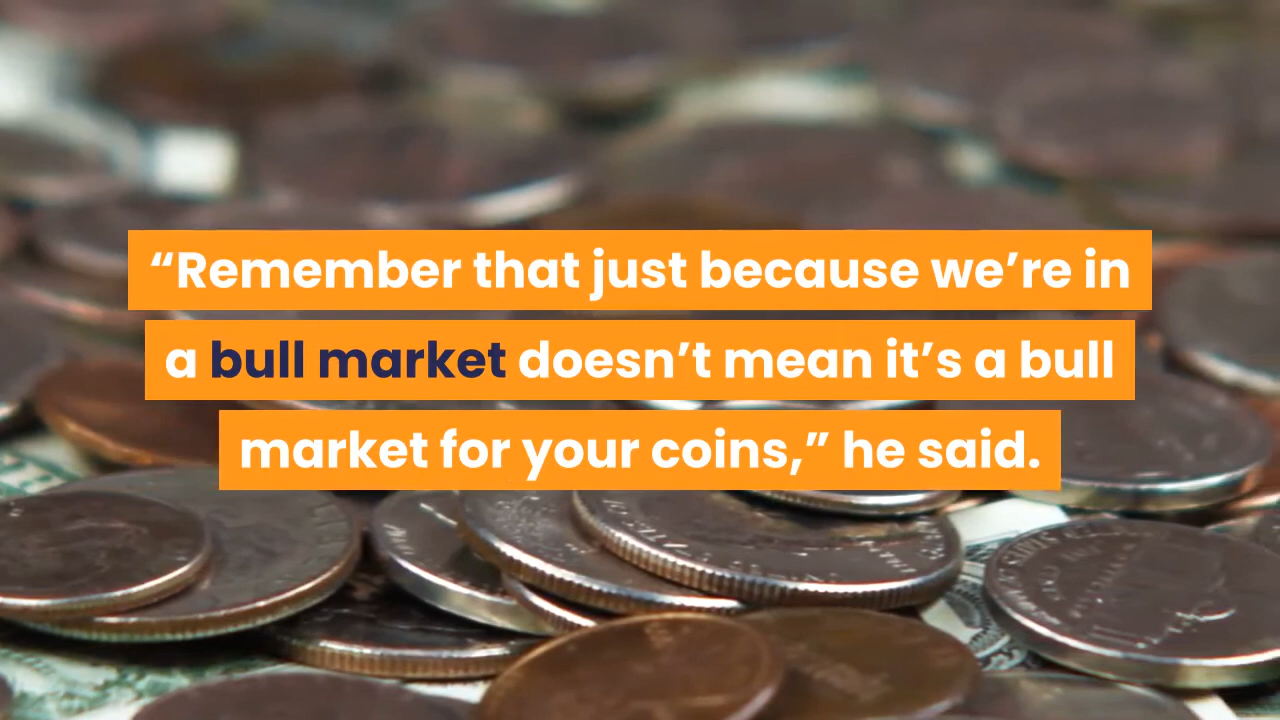 “Remember that just because we’re in
a bull market doesn’t mean it’s a bull
market for your coins,” he said.